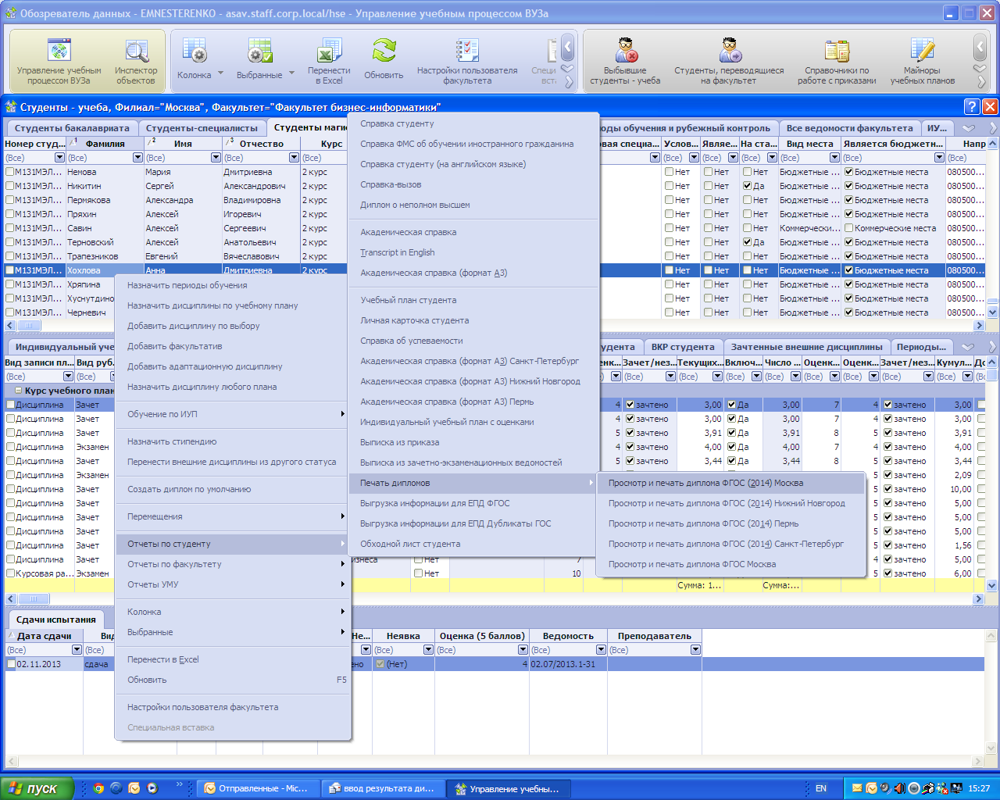 Обозреватель данных - EMNESTERENKO - asav.staff.corp.local/hse - Управление учебным процессом ВУЗа
Управление учебным процессом ВУЗа
Инспектор объектов
Колонка
Выбранные
Перенести в Excel
Обновить
Настройки пользователя факультета
Выбывшие студенты - учеба
Студенты, переводящиеся на факультет
Справочники по работе с приказами
Майноры учебных планов
Студенты - учеба, Филиал="Москва", Факультет="Факультет бизнес-информатики"
Студенты бакалавриата
Студенты-специалисты
Студенты маги
оды обучения и рубежный контроль
Все ведомости факультета
ИУ...
Номер студ... 1 Фамилия 2 Имя 3 Отчество Курс
овая специа... Услов... Являе... На ста... Вид места Является бюджетн... Напр
(Все) (Все) (Все) (Все) (Все) (Все) (Все) (Все) (Все) (Все) (Все)
М131МЭЛ... Немова Мария Дмитриевна 2 курс Нет Нет Нет Бюджетные ... Бюджетные места 080500...
М131МЭЛ... Никитин Сергей Александрович 2 курс Нет Нет Да Бюджетные ... Бюджетные места 080500...
М131МЭЛ... Пермякова Александра Владимировна 2 курс Нет Нет Нет Бюджетные ... Бюджетные места 080500...
М131МЭЛ... Пряхин Алексей Игоревич 2 курс Нет Нет Нет Бюджетные ... Бюджетные места 080500...
М131МЭЛ... Савин Алексей Сергеевич 2 курс Нет Нет Нет Коммерчески... Коммерческие места 080500...
М131МЭЛ... Терновский Алексей Анатольевич 2 курс Нет Нет Да Бюджетные ... Бюджетные места 080500...
М131МЭЛ... Трапезников Евгений Вячеславович 2 курс Нет Нет Нет Бюджетные ... Бюджетные места 080500...
М131МЭЛ... Хохлова Анна Дмитриевна 2 курс Нет Нет Нет Бюджетные ... Бюджетные места 080500...
М131МЭЛ... Хряпина Нет Нет Нет Бюджетные ... Бюджетные места 080500...
М131МЭЛ... Хуснутдино Нет Нет Нет Бюджетные ... Бюджетные места 080500...
М131МЭЛ... Черневич Нет Нет Нет Бюджетные ... Бюджетные места 080500...
Справка студенту
Справка ФМС об обучении иностранного гражданина
Справка студенту (на английском языке)
Справка-вызов
Диплом о неполном высшем
Академическая справка
Transcript in English
Академическая справка (формат А3)
Учебный план студента
Личная карточка студента
Справка об успеваемости
Академическая справка (формат А3) Санкт-Петербург
Академическая справка (формат А3) Нижний Новгород
Академическая справка (формат А3) Пермь
Индивидуальный учебный план с оценками
Выписка из приказа
Выписка из зачетно-экзаменационных ведомостей
Печать дипломов
Выгрузка информации для ЕПД ФГОС
Выгрузка информации для ЕПД Дубликаты ГОС
Обходной лист студента
Просмотр и печать диплома ФГОС (2014) Москва
Просмотр и печать диплома ФГОС (2014) Нижний Новгород
Просмотр и печать диплома ФГОС (2014) Пермь
Просмотр и печать диплома ФГОС (2014) Санкт-Петербург
Просмотр и печать диплома ФГОС Москва
Назначить периоды обучения
Назначить дисциплины по учебному плану
Добавить дисциплину по выбору
Добавить факультатив
Добавить адаптационную дисциплину
Назначить дисциплину любого плана
Обучение по ИУП
Назначить стипендию
Перенести внешние дисциплины из другого статуса
Создать диплом по умолчанию
Перемещения
Отчеты по студенту
Отчеты по факультету
Отчеты УМУ
Колонка
Выбранные
Перенести в Excel
Обновить F5
Настройки пользователя факультета
Специальная вставка
Индивидуальный уче
удента
ВКР студента
Зачтенные внешние дисциплины
Периоды...
Вид записи пл... Вид руб.
енк... Зачет/нез... Текущих... Включ... Число ... Оценк... Оценк... Зачет/нез... Кумул... Дс
(Все) (Все) (Все) (Все) (Все) (Все) (Все) (Все) (Все) (Все)
Курс учебного план
Дисциплина Зачет 4 зачтено 3,00 Да 3,00 7 4 зачтено 3,00
Дисциплина Зачет 4 зачтено 3,00 Да 3,00 7 4 зачтено 3,00
Дисциплина Зачет 5 зачтено 3,91 Да 3,91 8 5 зачтено 3,91
Дисциплина Экзамен 4 зачтено 4,00 Да 4,00 7 4 зачтено 4,00
Дисциплина Зачет 5 зачтено 3,44 Да 3,44 8 5 зачтено 3,44
Дисциплина Экзамен 5 зачтено 2,09
Дисциплина Зачет 5 зачтено 10,00
Дисциплина Зачет 5 зачтено 5,00
Дисциплина Зачет 5 зачтено 5,00
Дисциплина Зачет 5 зачтено 5,00
Дисциплина Зачет 5 зачтено 1,56
Дисциплина Зачет изнеса Нет 7 4 зачтено 5,00
Курсовая ра... Экзамен Нет 10 5 зачтено 6,00
Сумма: 1... Сумма:...
Сдачи испытания
Дата сдачи Вид Не... Неявка Оценка (5 баллов) Ведомость Преподаватель
(Все) (Все) (Все) (Все) (Все) (Все)
02.11.2013 сдача ено (Нет) 4 02.07/2013.1-31
пуск
Отправленные - Mic...
ввод результата ди...
Управление учебны...
EN
15:27